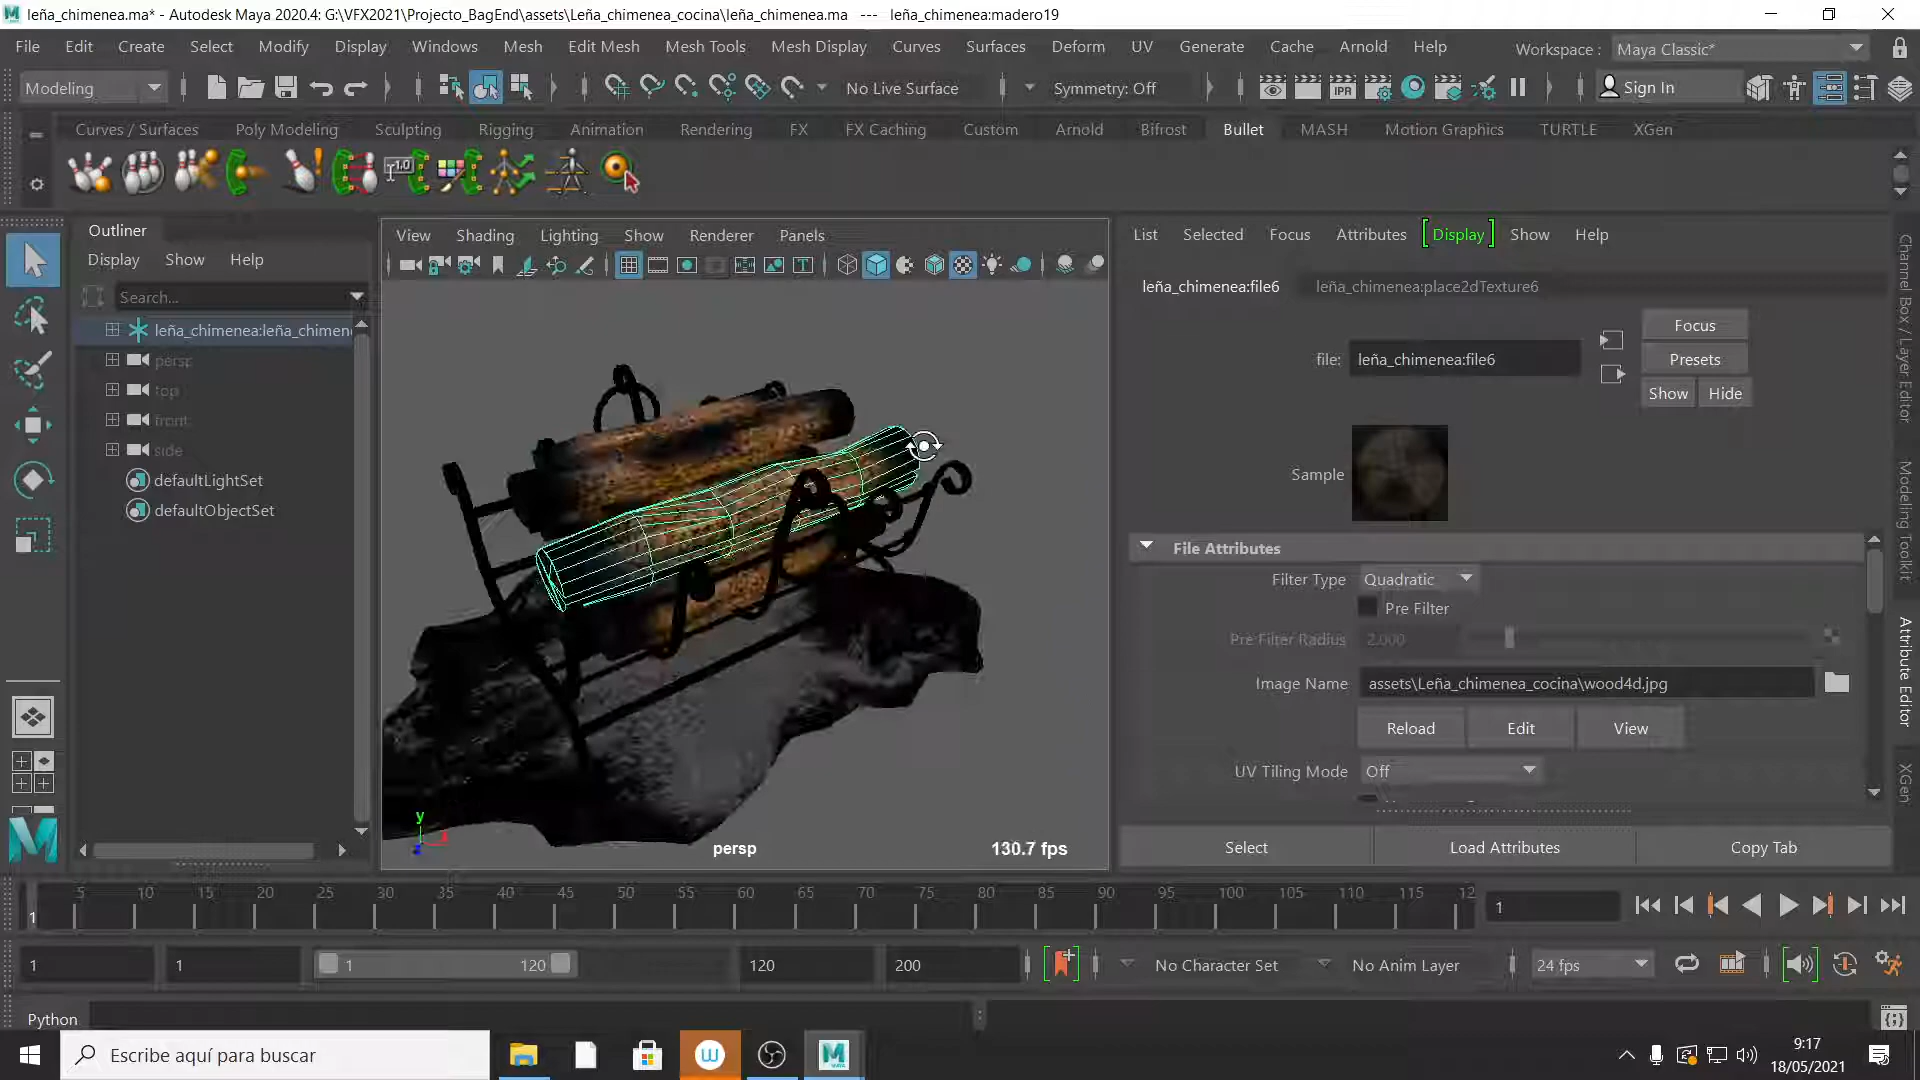 leña_chimenea.ma* - Autodesk Maya 2020.4: G:\VFX2021\Projecto_BagEnd\assets\Leña_chimenea_cocina\leña_chimenea.ma --- leña_chimenea:madero19
File Edit Create Select Modify Display Windows Mesh Edit Mesh Mesh Tools Mesh Display Curves Surfaces Deform UV Generate Cache Arnold Help Workspace : Maya Classic*
Modeling No Live Surface Symmetry: Off IPR Sign In
Curves / Surfaces Poly Modeling Sculpting Rigging Animation Rendering FX FX Caching Custom Arnold Bifrost Bullet MASH Motion Graphics TURTLE XGen
1.0
Outliner
Display Show Help
Search...
leña_chimenea:leña_chimen
persp
top
front
side
defaultLightSet
defaultObjectSet
View Shading Lighting Show Renderer Panels
y
persp
130.7 fps
List Selected Focus Attributes Display Show Help
leña_chimenea:file6 leña_chimenea:place2dTexture6
file: leña_chimenea:file6
Focus
Presets
Show Hide
Sample
File Attributes
Filter Type Quadratic
Pre Filter
Pre Filter Radius 2.000
Image Name assets\Leña_chimenea_cocina\wood4d.jpg
Reload Edit View
UV Tiling Mode Off
Select Load Attributes Copy Tab
Channel Box / Layer Editor
Modeling Toolkit
Attribute Editor
XGen
5 10 15 20 25 30 35 40 45 50 55 60 65 70 75 80 85 90 95 100 105 110 115 12
1 1
1 1 1 120 120 200 No Character Set No Anim Layer 24 fps
Python
Escribe aquí para buscar
MAYA
9:17
18/05/2021